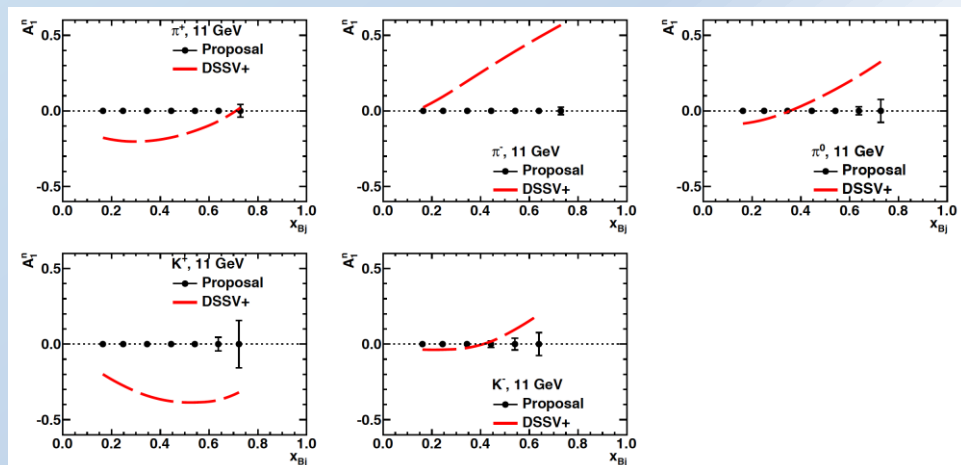 A₁ⁿ
0.5
0.0
-0.5
π⁺, 11 GeV
Proposal
DSSV+
0.0 0.2 0.4 0.6 0.8 1.0
x_Bj
A₁ⁿ
0.5
0.0
-0.5
π⁻, 11 GeV
Proposal
DSSV+
0.0 0.2 0.4 0.6 0.8 1.0
x_Bj
A₁ⁿ
0.5
0.0
-0.5
π⁰, 11 GeV
Proposal
DSSV+
0.0 0.2 0.4 0.6 0.8 1.0
x_Bj
A₁ⁿ
0.5
0.0
-0.5
K⁺, 11 GeV
Proposal
DSSV+
0.0 0.2 0.4 0.6 0.8 1.0
x_Bj
A₁ⁿ
0.5
0.0
-0.5
K⁻, 11 GeV
Proposal
DSSV+
0.0 0.2 0.4 0.6 0.8 1.0
x_Bj